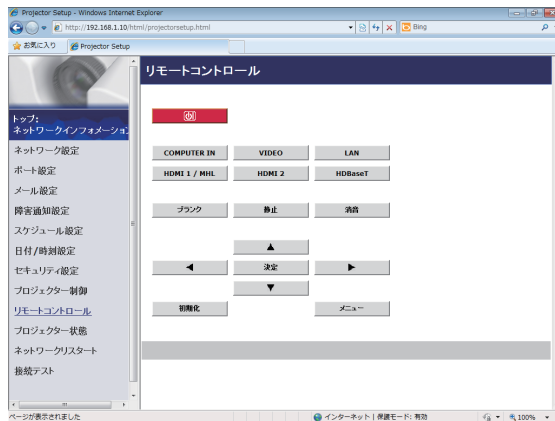 Projector Setup - Windows Internet Explorer
http://192.168.1.10/html/projectorsetup.html
Bing
お気に入り
Projector Setup
トップ:
ネットワークインフォメーション
ネットワーク設定
ポート設定
メール設定
障害通知設定
スケジュール設定
日付/時刻設定
セキュリティ設定
プロジェクター制御
リモートコントロール
プロジェクター状態
ネットワークリスタート
接続テスト
リモートコントロール
COMPUTER IN VIDEO LAN
HDMI 1 / MHL HDMI 2 HDBaseT
ブランク 静止 消音
▲
◀ 決定 ▶
▼
初期化 メニュー
ページが表示されました
インターネット | 保護モード: 有効
100%